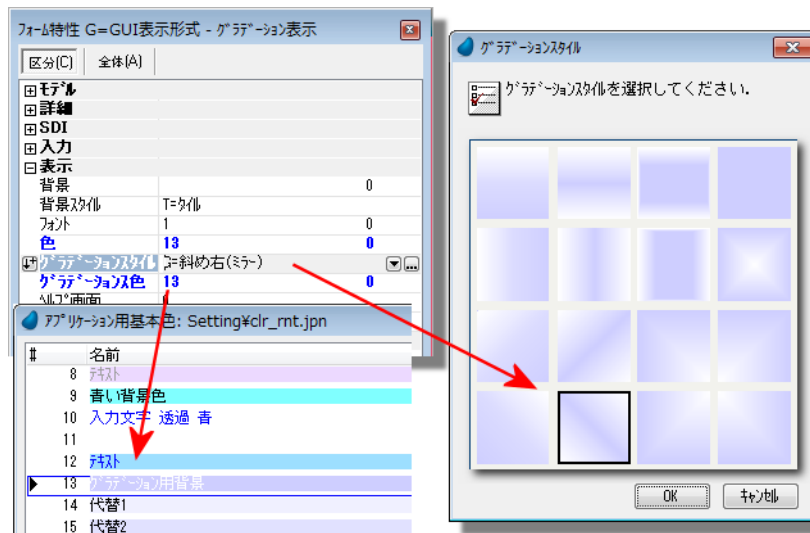 フォーム特性 G=GUI表示形式 - グラデーション表示
区分(C) 全体(A)
モデル
詳細
SDI
入力
表示
背景 0
背景スタイル T=タイル
フォント 1 0
色 13 0
グラデーションスタイル =斜め右(ミラー)
グラデーション色 13 0
ヘルプ画面
アプリケーション用基本色: Setting¥clr_rnt.jpn
# 名前
8 テキスト
9 青い背景色
10 入力文字 透過 青
11
12 テキスト
13 グラデーション用背景
14 代替1
15 代替2
グラデーションスタイル
グラデーションスタイルを選択してください.
OK キャンセル